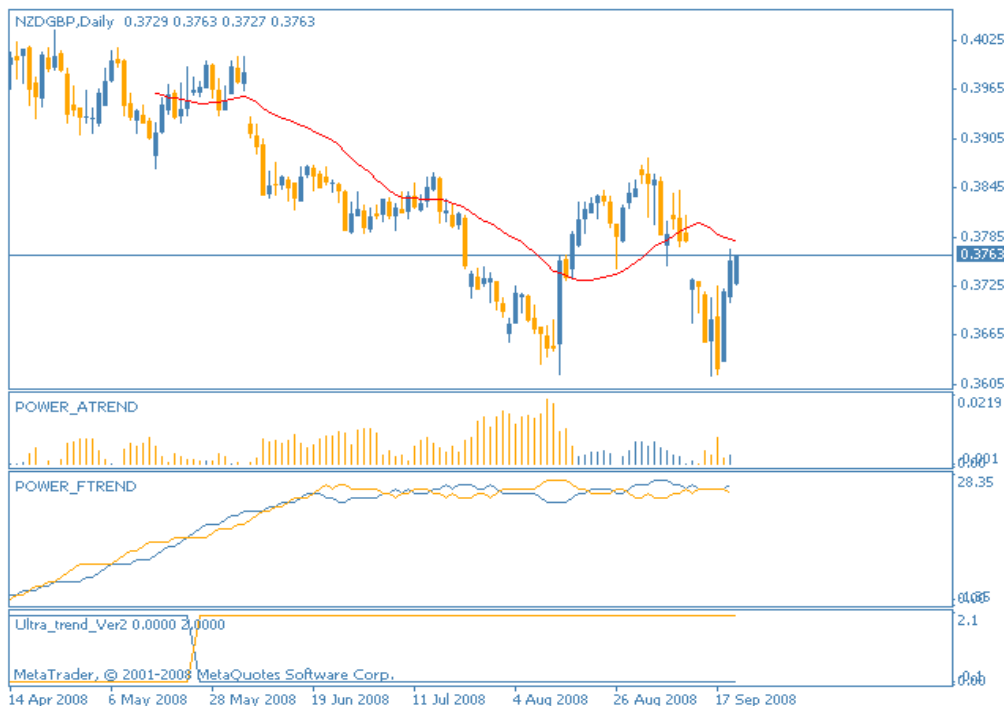 NZDGBP,Daily 0.3729 0.3763 0.3727 0.3763
0.4025
0.3965
0.3905
0.3845
0.3785
0.3763
0.3725
0.3665
0.3605
POWER_ATREND
0.0219
0.001
POWER_FTREND
28.35
Ultra_trend_Ver2 0.0000 2.0000
2.1
MetaTrader, © 2001-2008 MetaQuotes Software Corp.
0.00
14 Apr 2008 6 May 2008 28 May 2008 19 Jun 2008 11 Jul 2008 4 Aug 2008 26 Aug 2008 17 Sep 2008